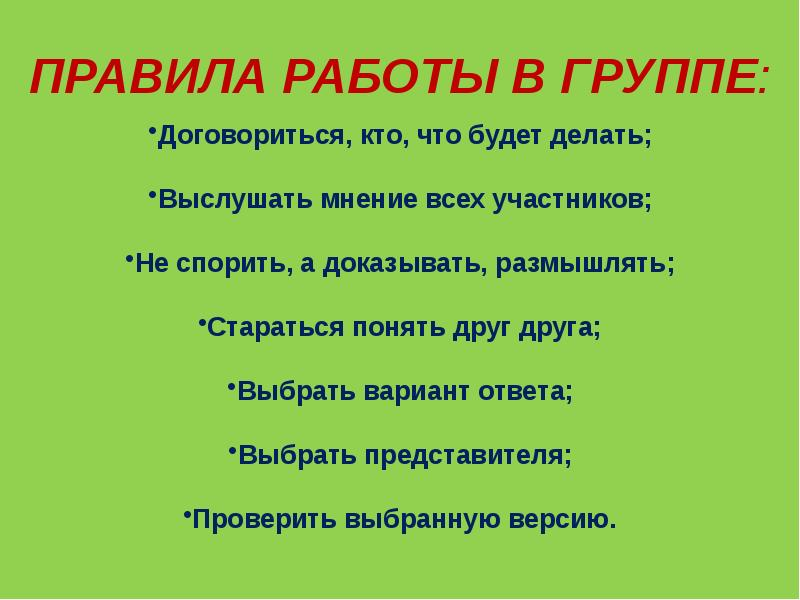 ПРАВИЛА РАБОТЫ В ГРУППЕ:
•Договориться, кто, что будет делать;
•Выслушать мнение всех участников;
•Не спорить, а доказывать, размышлять;
•Стараться понять друг друга;
•Выбрать вариант ответа;
•Выбрать представителя;
•Проверить выбранную версию.